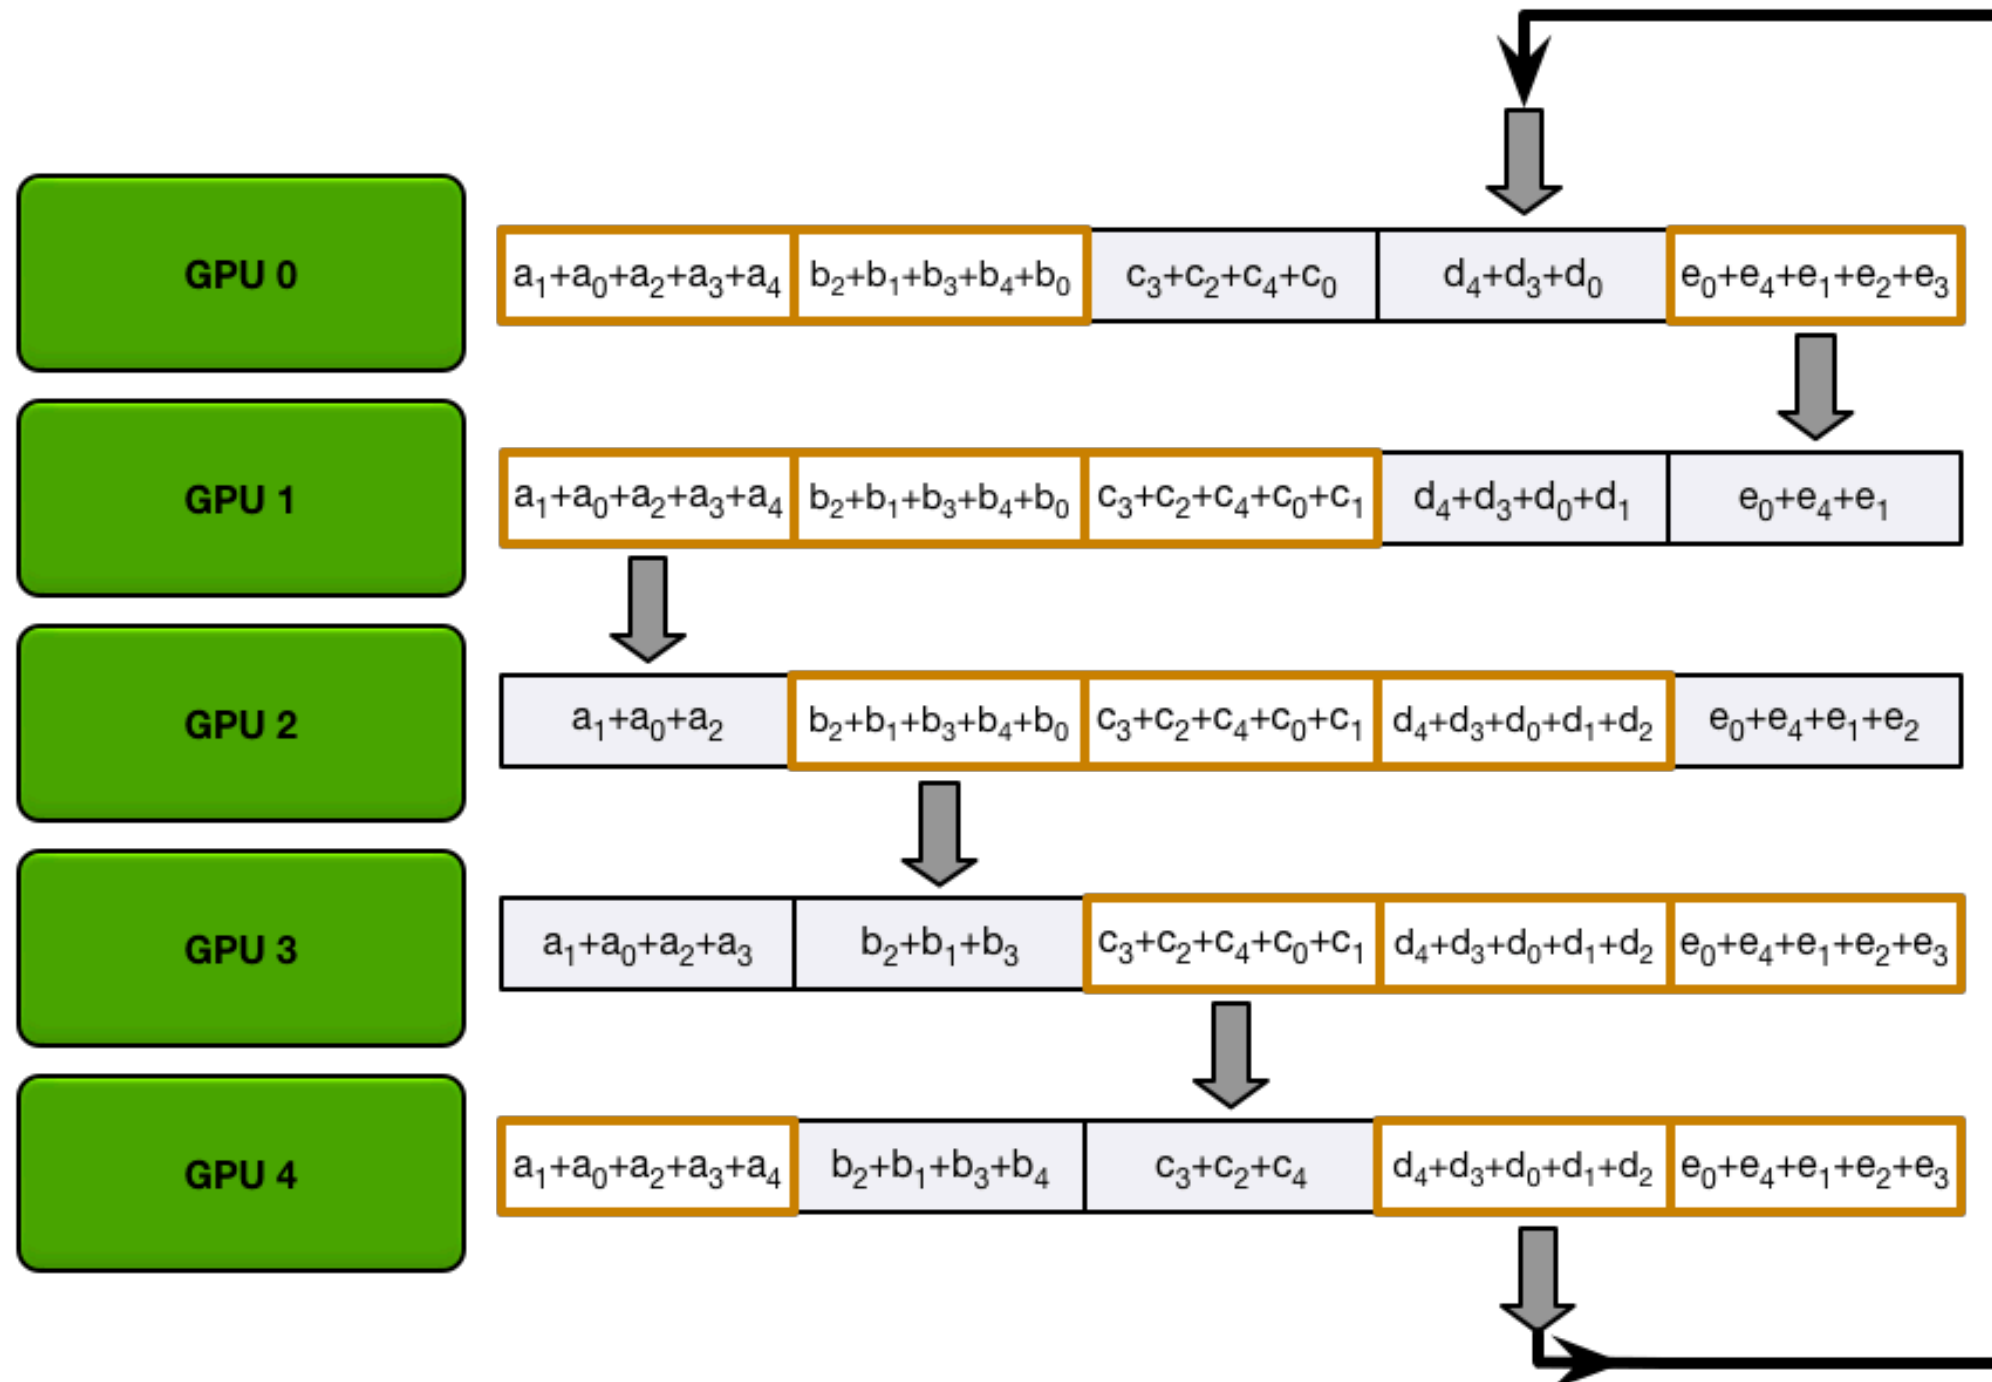 GPU 0 a₁+a₀+a₂+a₃+a₄ b₂+b₁+b₃+b₄+b₀ c₃+c₂+c₄+c₀ d₄+d₃+d₀ e₀+e₄+e₁+e₂+e₃
GPU 1 a₁+a₀+a₂+a₃+a₄ b₂+b₁+b₃+b₄+b₀ c₃+c₂+c₄+c₀+c₁ d₄+d₃+d₀+d₁ e₀+e₄+e₁
GPU 2 a₁+a₀+a₂ b₂+b₁+b₃+b₄+b₀ c₃+c₂+c₄+c₀+c₁ d₄+d₃+d₀+d₁+d₂ e₀+e₄+e₁+e₂
GPU 3 a₁+a₀+a₂+a₃ b₂+b₁+b₃ c₃+c₂+c₄+c₀+c₁ d₄+d₃+d₀+d₁+d₂ e₀+e₄+e₁+e₂+e₃
GPU 4 a₁+a₀+a₂+a₃+a₄ b₂+b₁+b₃+b₄ c₃+c₂+c₄ d₄+d₃+d₀+d₁+d₂ e₀+e₄+e₁+e₂+e₃